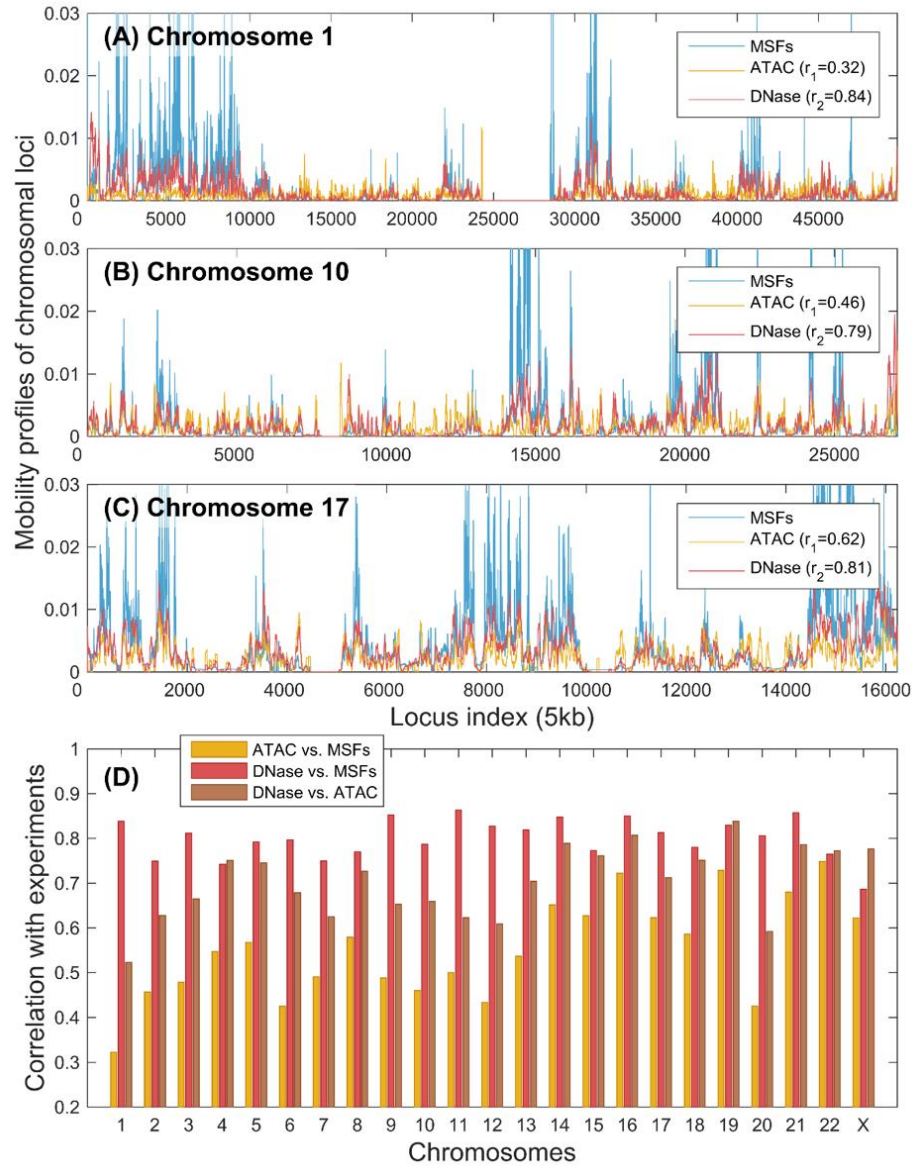 Mobility profiles of chromosomal loci
(A) Chromosome 1
0.03
0.02
0.01
0
MSFs
ATAC (r1=0.32)
DNase (r2=0.84)
0 5000 10000 15000 20000 25000 30000 35000 40000 45000
(B) Chromosome 10
0.03
0.02
0.01
0
MSFs
ATAC (r1=0.46)
DNase (r2=0.79)
0 5000 10000 15000 20000 25000
(C) Chromosome 17
0.03
0.02
0.01
0
MSFs
ATAC (r1=0.62)
DNase (r2=0.81)
0 2000 4000 6000 8000 10000 12000 14000 16000
Locus index (5kb)
(D)
ATAC vs. MSFs
DNase vs. MSFs
DNase vs. ATAC
Correlation with experiments
1
0.9
0.8
0.7
0.6
0.5
0.4
0.3
0.2
1 2 3 4 5 6 7 8 9 10 11 12 13 14 15 16 17 18 19 20 21 22 X
Chromosomes